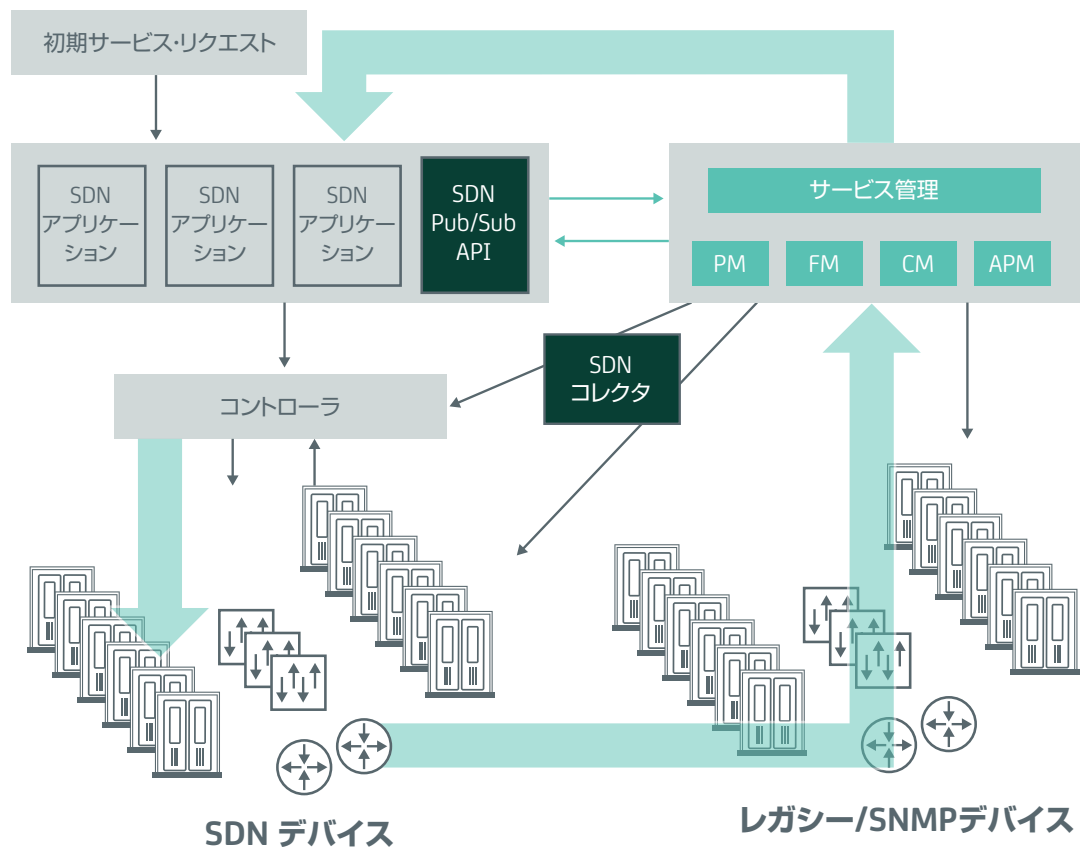 初期サービス・リクエスト
SDN
アプリケー
ション
SDN
アプリケー
ション
SDN
アプリケー
ション
SDN
Pub/Sub
API
サービス管理
PM
FM
CM
APM
SDN
コレクタ
コントローラ
SDN デバイス
レガシー/SNMPデバイス